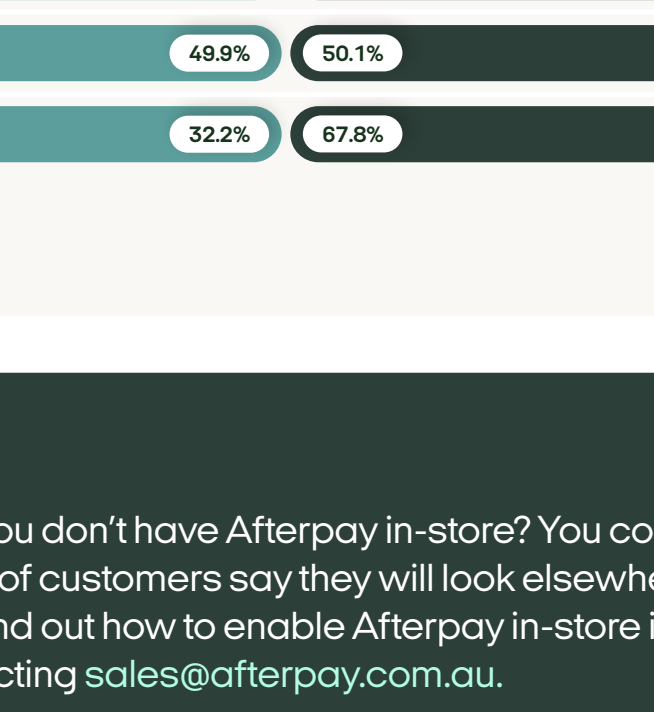 49.9% 50.1%
32.2% 67.8%
ou don't have Afterpay in-store? You co
of customers say they will look elsewhe
nd out how to enable Afterpay in-store i
cting sales@afterpay.com.au.